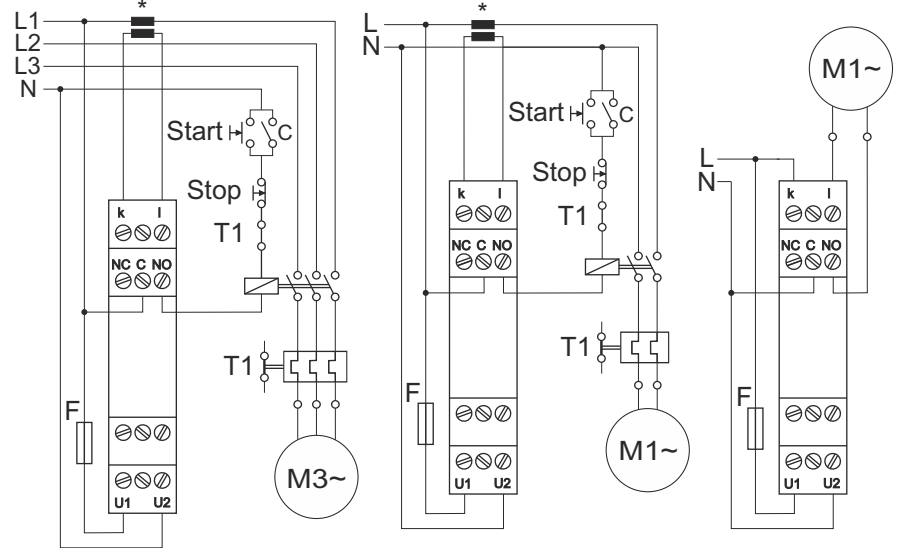 *
L1
L2
L3
N
Start
C
Stop
T1
k l
NC C NO
T1
F
M3~
U1 U2
*
L
N
Start
C
Stop
T1
k l
NC C NO
T1
F
M1~
U1 U2
M1~
L
N
k l
NC C NO
F
U1 U2